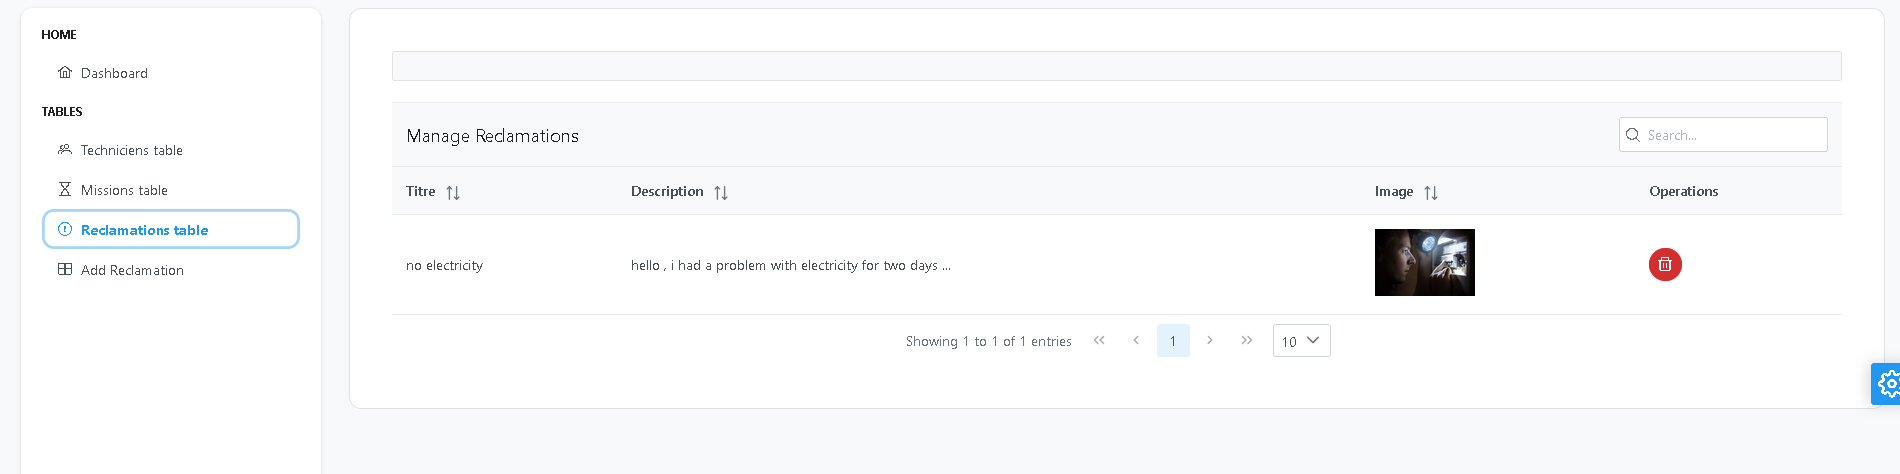 HOME
Dashboard
TABLES
Techniciens table
Missions table
Reclamations table
Add Reclamation
Manage Reclamations
Search...
Titre
Description
Image
Operations
no electricity
hello , i had a problem with electricity for two days ...
Showing 1 to 1 of 1 entries
1
10